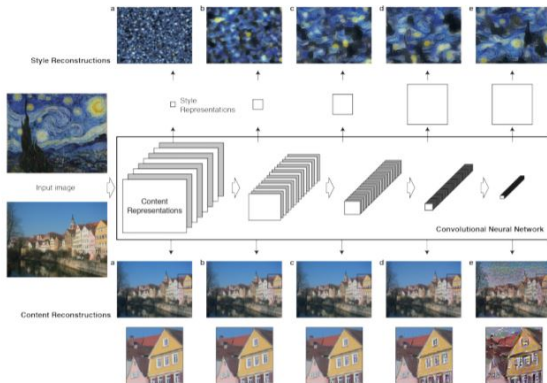 a b c d e
Style Reconstructions
Style
Representations
Input image
Content
Representations
Convolutional Neural Network
a b c d e
Content Reconstructions